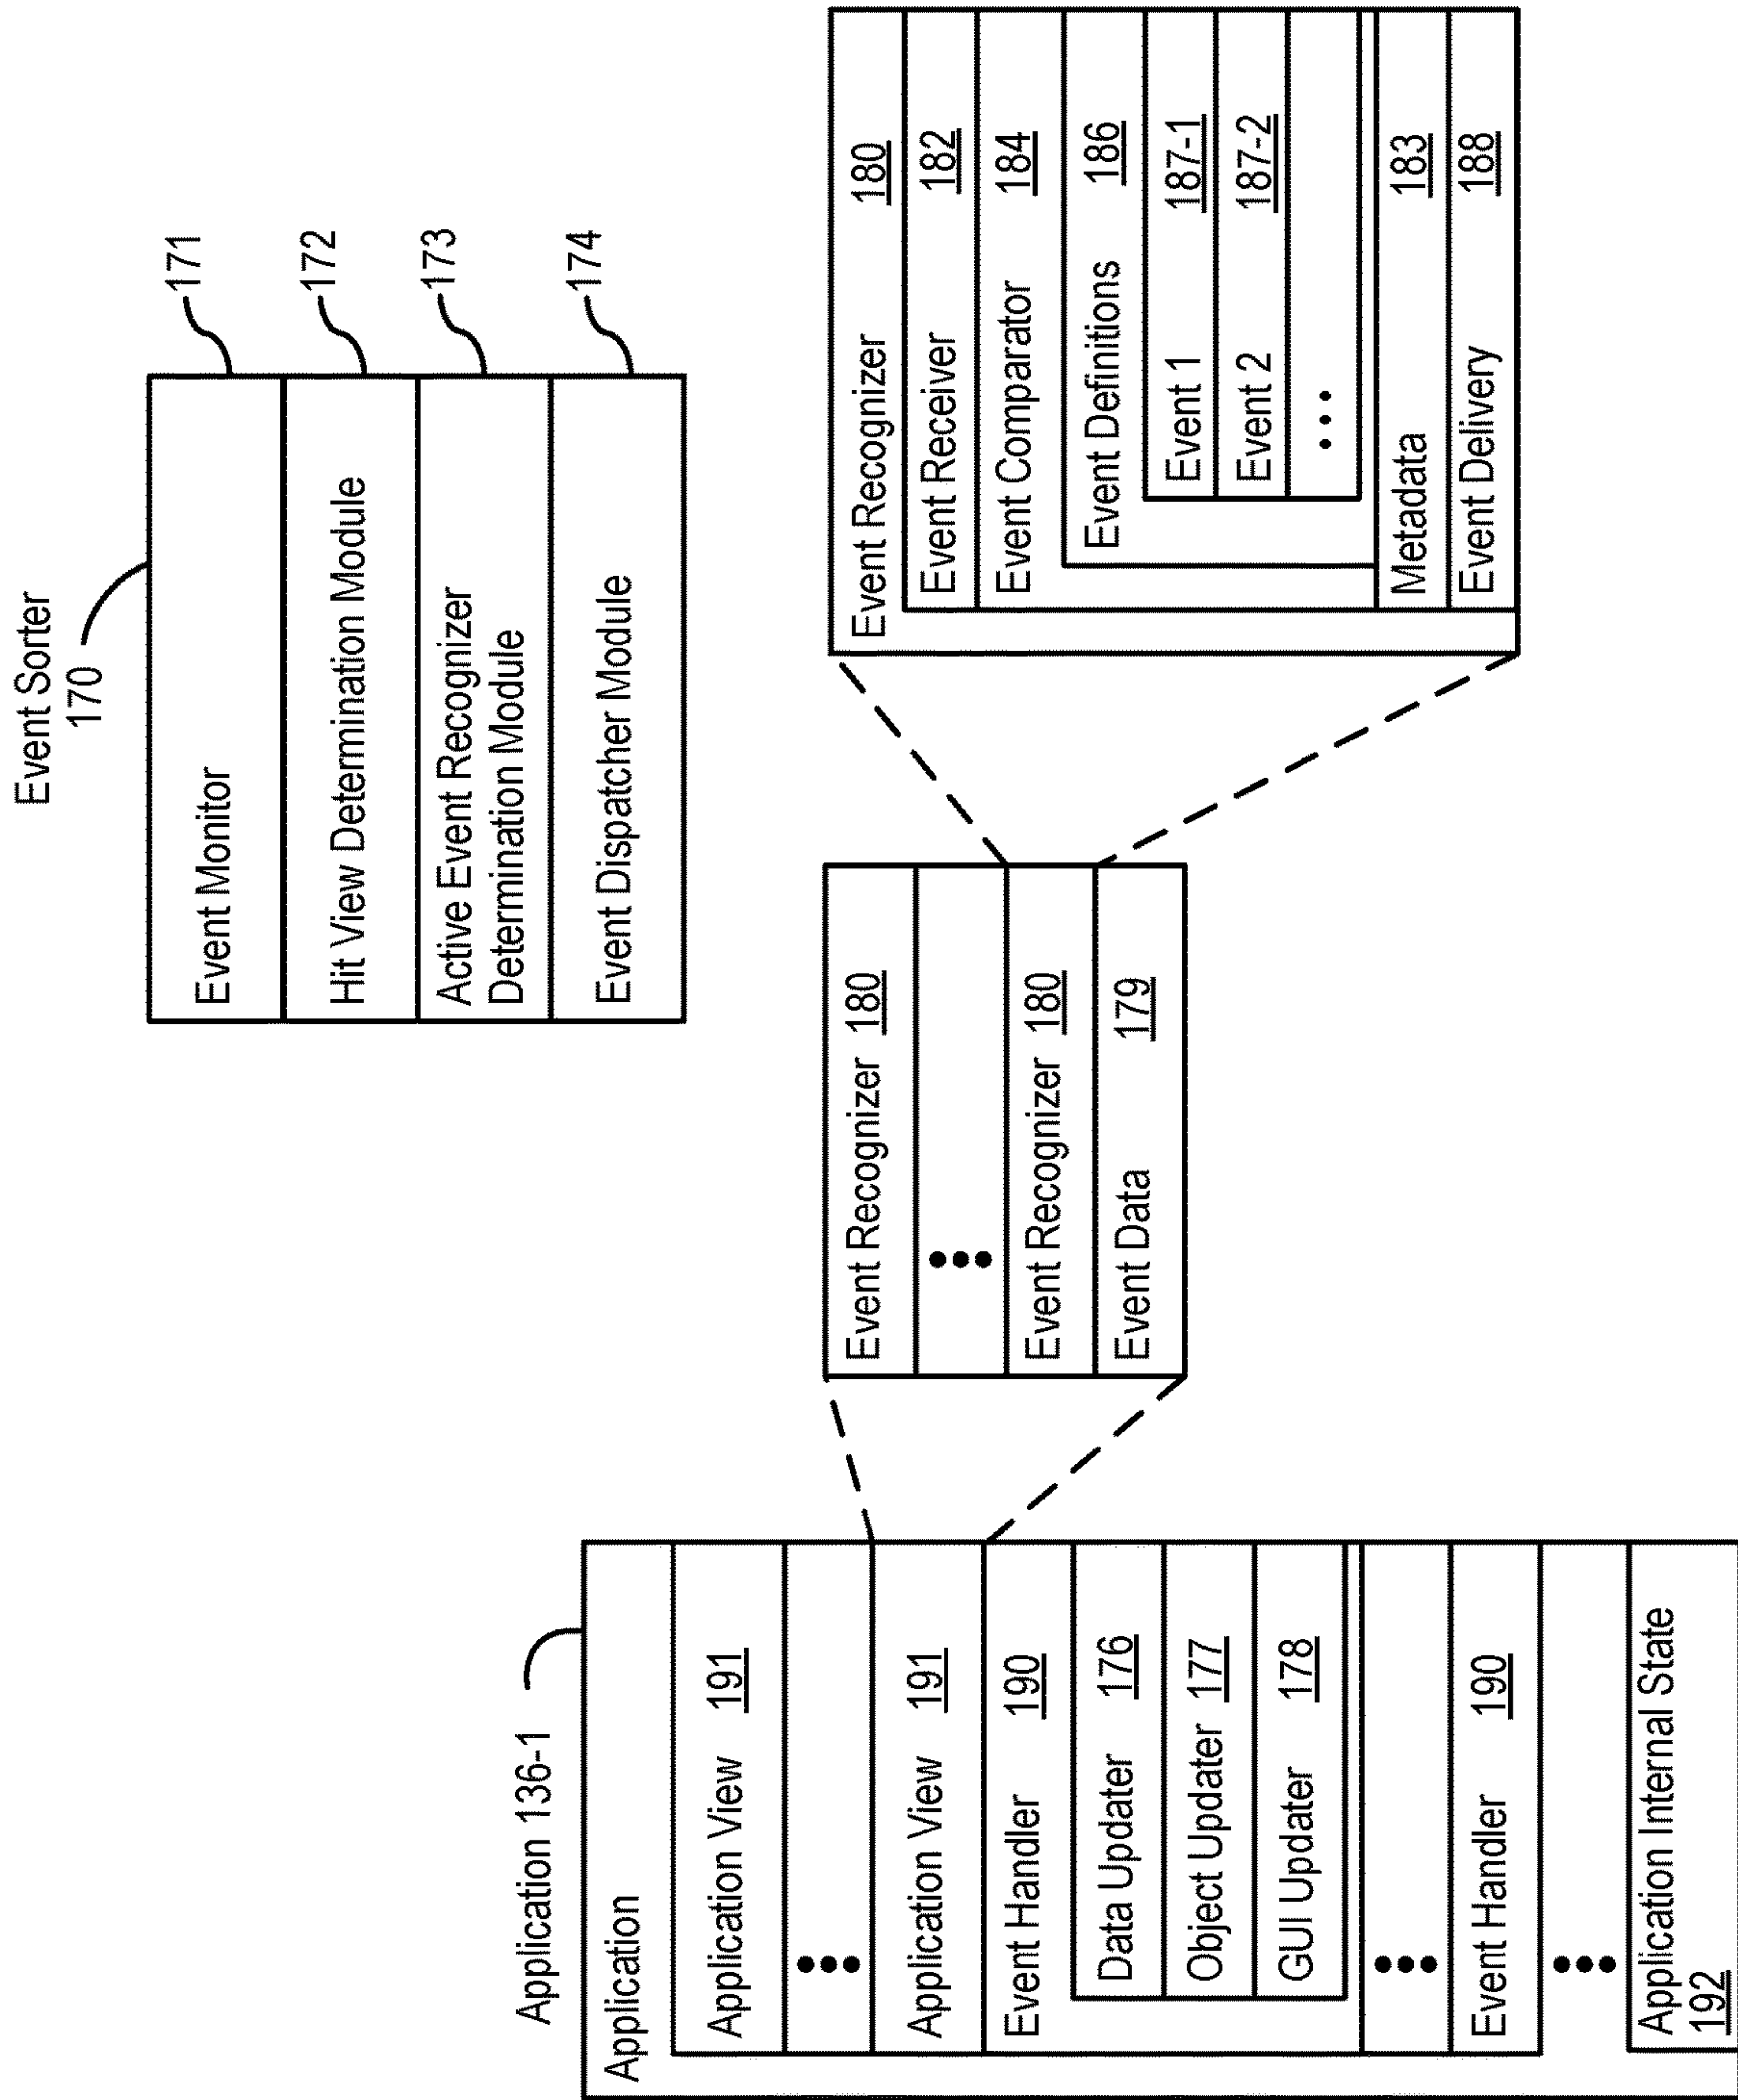 Event Sorter
170
Event Monitor
171
Hit View Determination Module
172
Active Event Recognizer
Determination Module
173
Event Dispatcher Module
174
Application 136-1
Application
Application View 191
•••
Application View 191
Event Handler 190
Data Updater 176
Object Updater 177
GUI Updater 178
•••
Event Handler 190
•••
Application Internal State
192
Event Recognizer 180
•••
Event Recognizer 180
Event Data 179
Event Recognizer 180
Event Receiver 182
Event Comparator 184
Event Definitions 186
Event 1 187-1
Event 2 187-2
•••
Metadata 183
Event Delivery 188